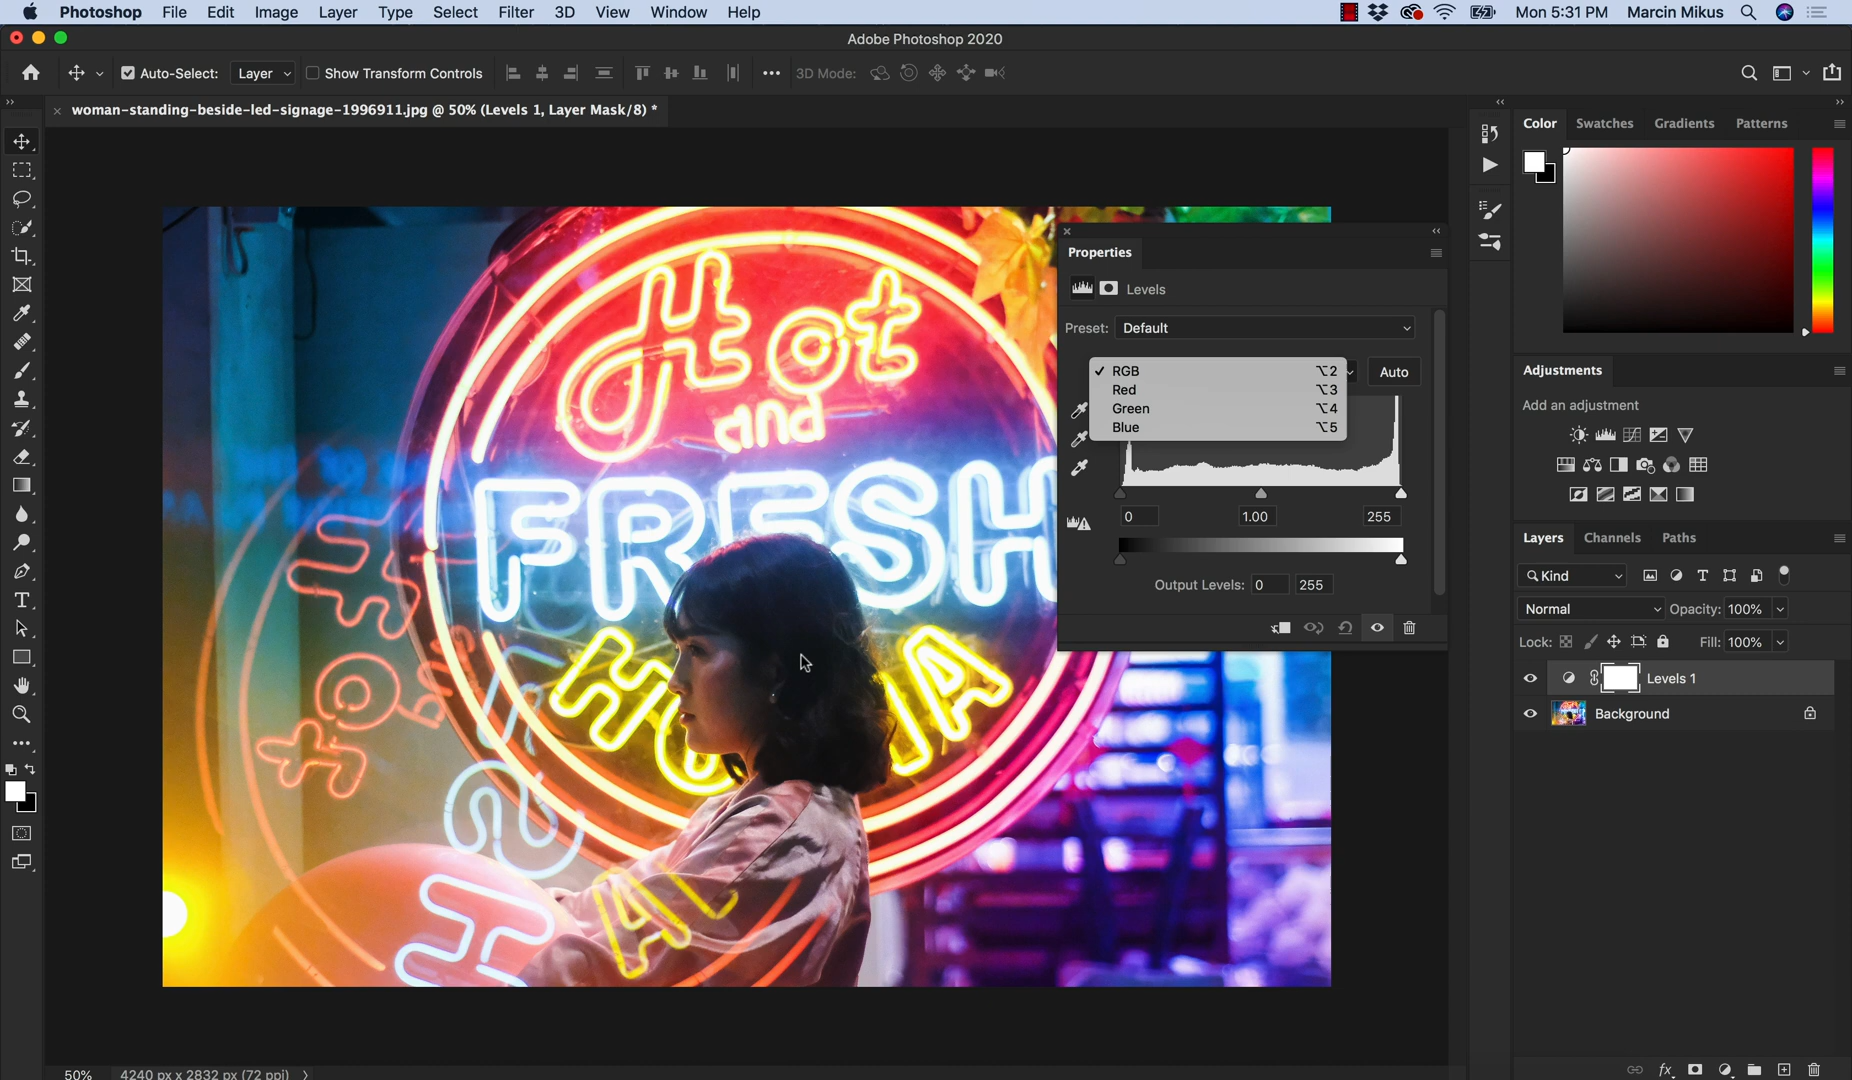 Photoshop File Edit Image Layer Type Select Filter 3D View Window Help Mon 5:31 PM Marcin Mikus
Adobe Photoshop 2020
Auto-Select: Layer Show Transform Controls 3D Mode:
woman-standing-beside-led-signage-1996911.jpg @ 50% (Levels 1, Layer Mask/8) *
Hot
and
FRESH
Properties
Levels
Preset: Default
RGB ⌥2
Red ⌥3
Green ⌥4
Blue ⌥5
Auto
0 1.00 255
Output Levels: 0 255
Color Swatches Gradients Patterns
Adjustments
Add an adjustment
Layers Channels Paths
Kind
Normal Opacity: 100%
Lock: Fill: 100%
Levels 1
Background
50% 4240 px x 2832 px (72 ppi)